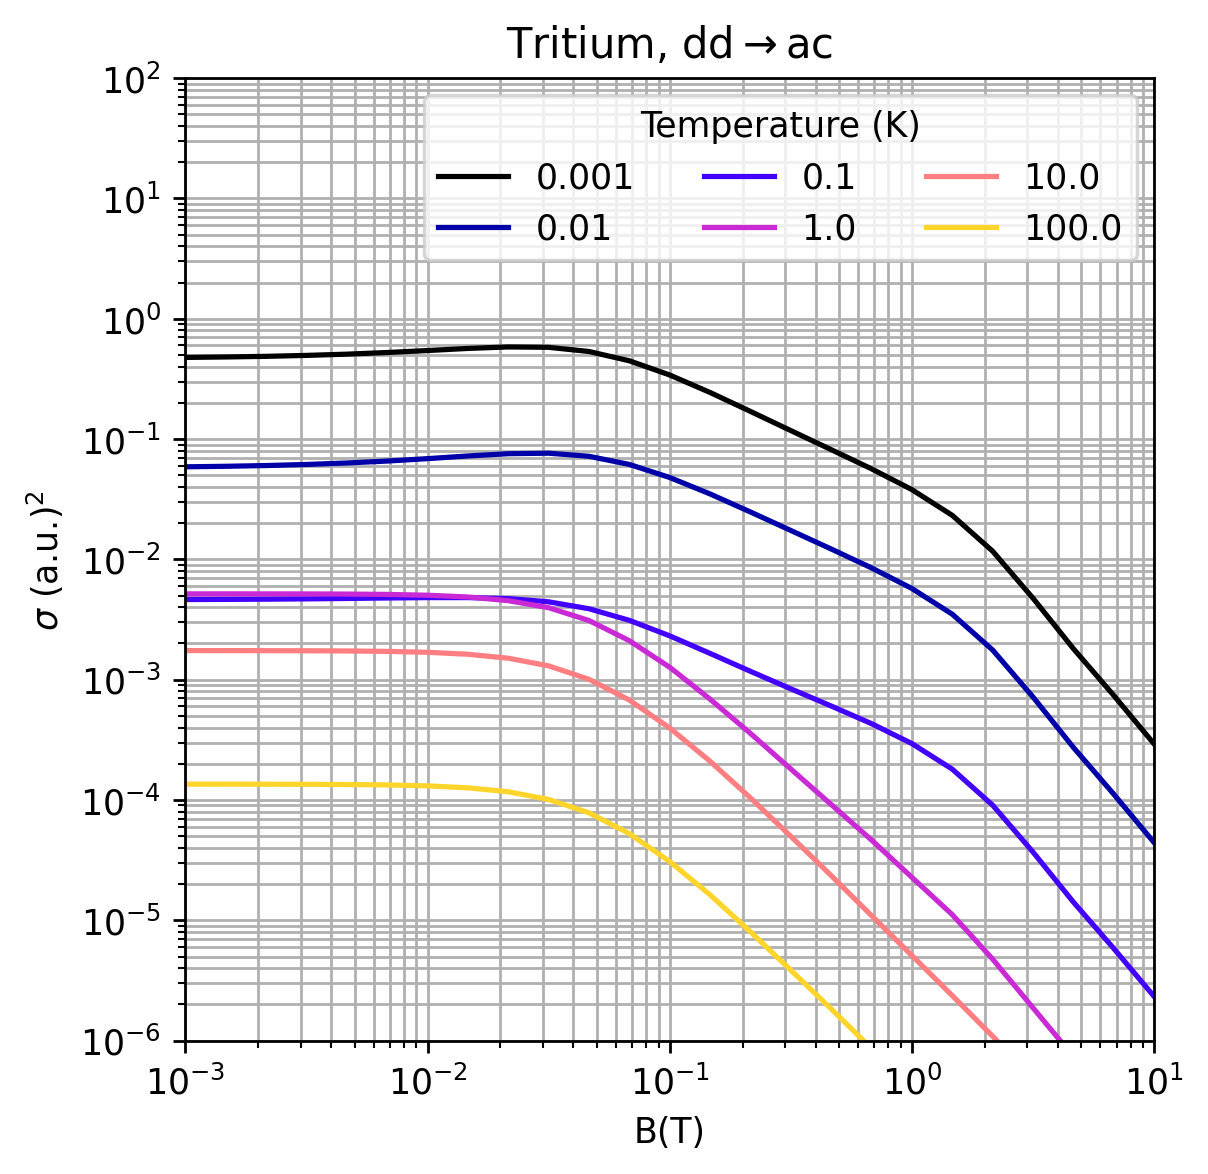 Tritium, dd → ac
10²
10¹
10⁰
10⁻¹
10⁻²
10⁻³
10⁻⁴
10⁻⁵
10⁻⁶
σ (a.u.)²
Temperature (K)
0.001 0.1 10.0
0.01 1.0 100.0
10⁻³ 10⁻² 10⁻¹ 10⁰ 10¹
B(T)